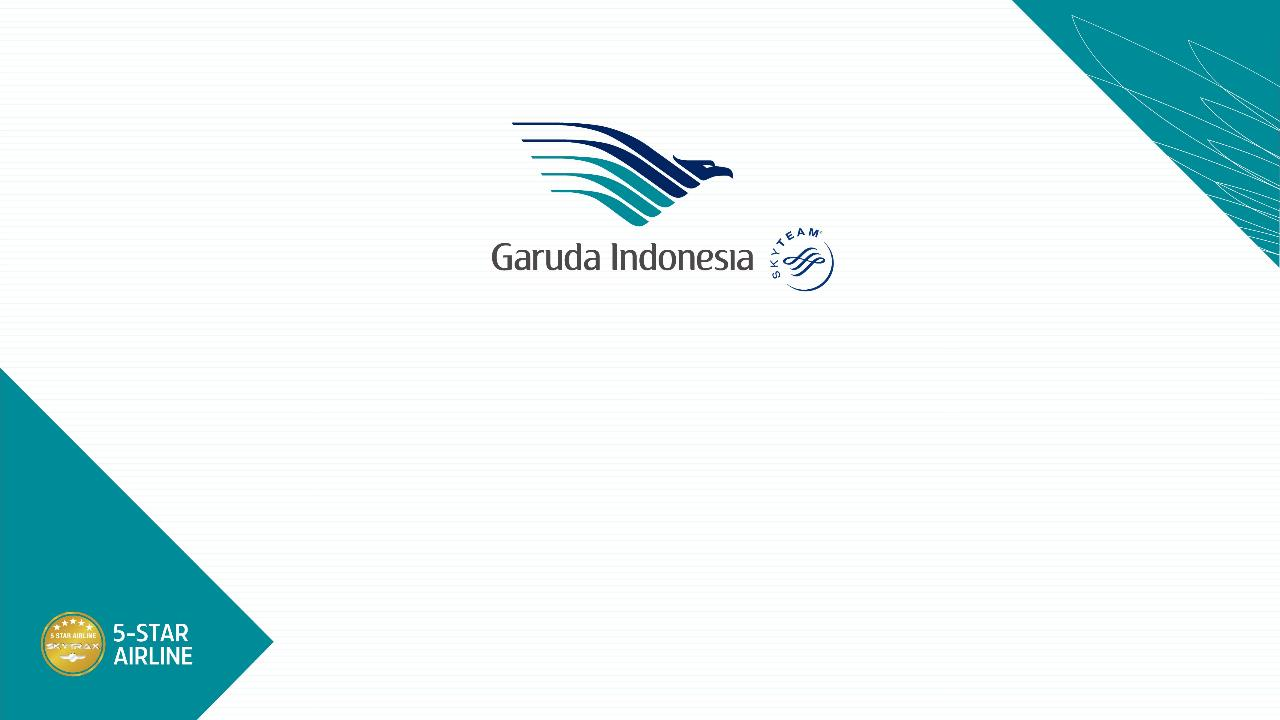 Garuda Indonesia
SKYTEAM
5 STAR AIRLINE
SKYTRAX
5-STAR
AIRLINE